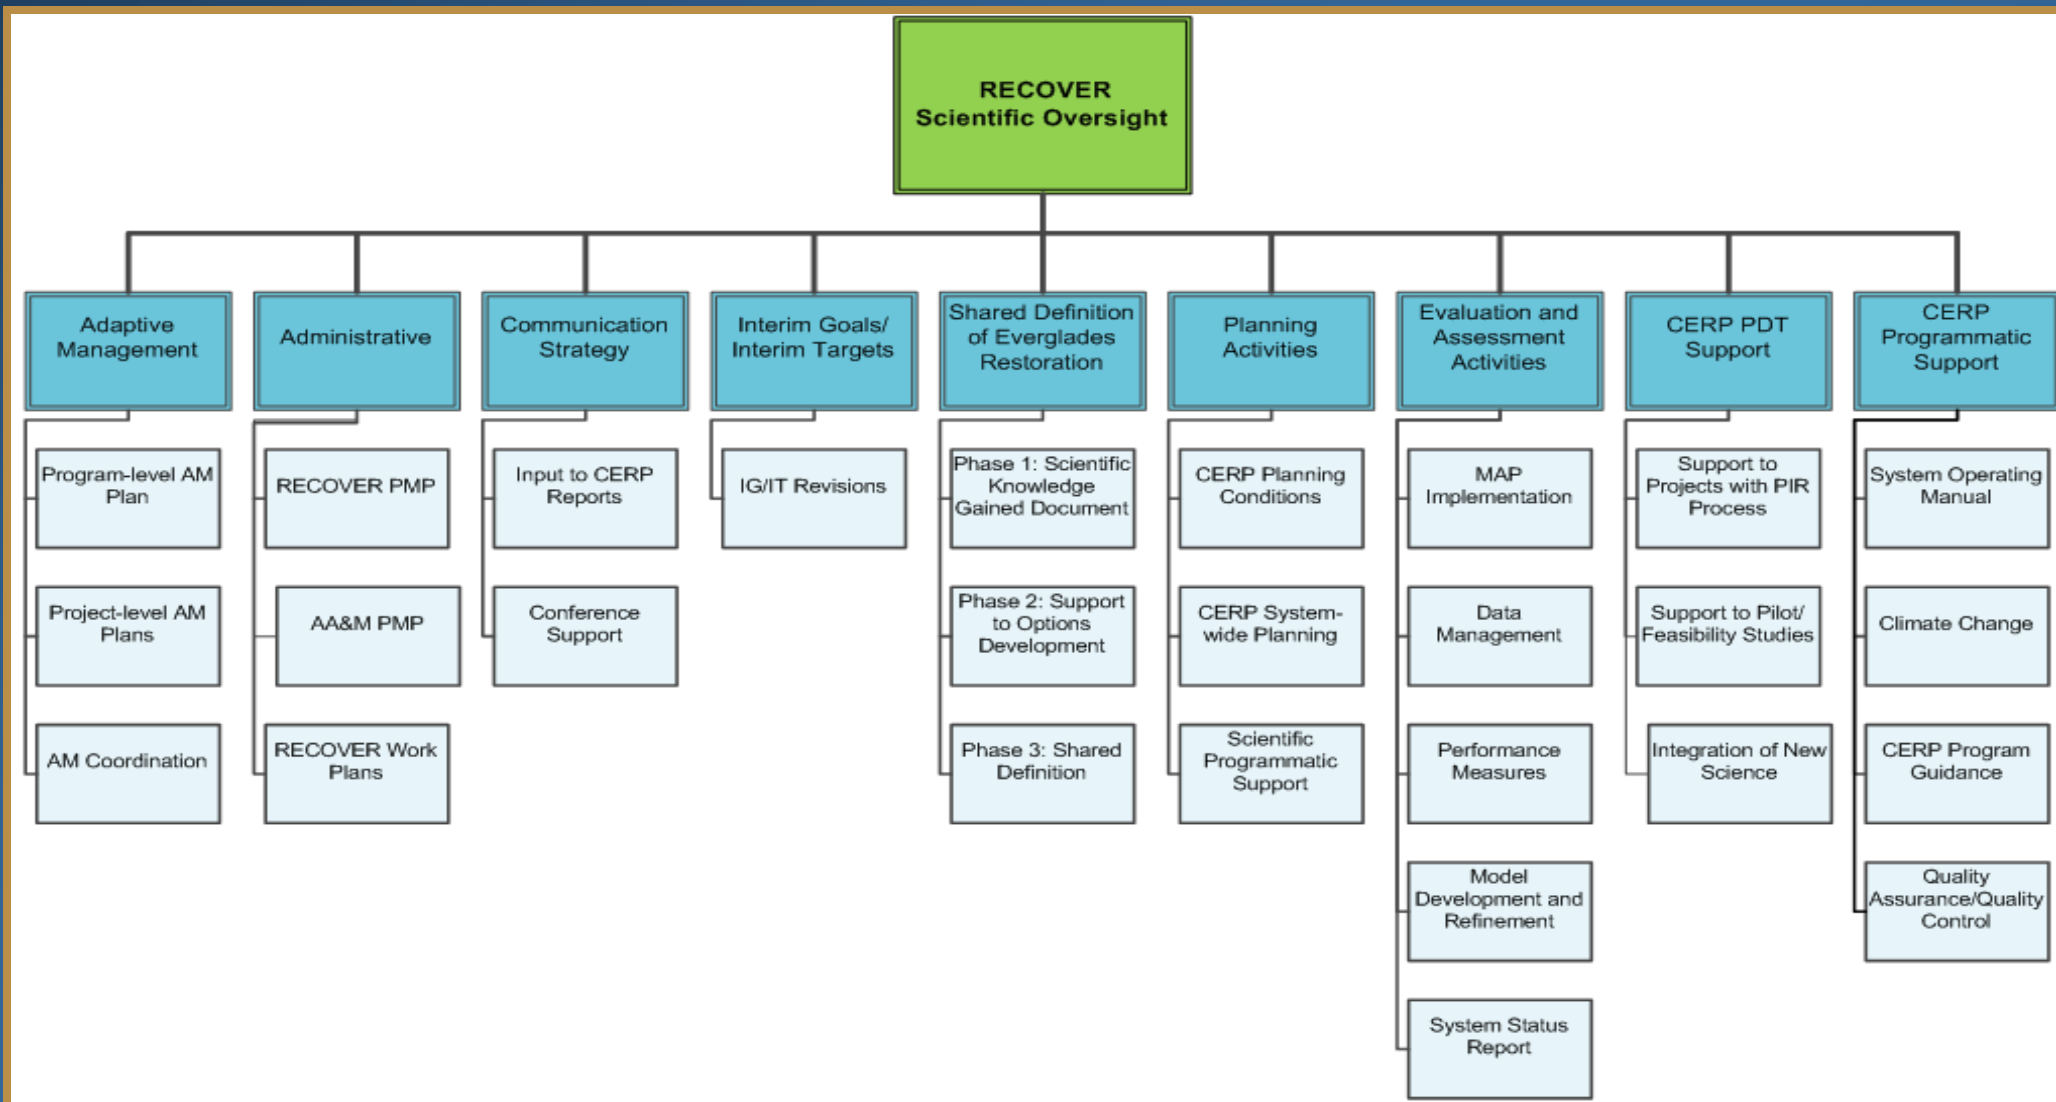 RECOVER
Scientific Oversight
Adaptive
Management
Program-level AM
Plan
Project-level AM
Plans
AM Coordination
Administrative
RECOVER PMP
AA&M PMP
RECOVER Work
Plans
Communication
Strategy
Input to CERP
Reports
Conference
Support
Interim Goals/
Interim Targets
IG/IT Revisions
Shared Definition
of Everglades
Restoration
Phase 1: Scientific
Knowledge
Gained Document
Phase 2: Support
to Options
Development
Phase 3: Shared
Definition
Planning
Activities
CERP Planning
Conditions
CERP System-
wide Planning
Scientific
Programmatic
Support
Evaluation and
Assessment
Activities
MAP
Implementation
Data
Management
Performance
Measures
Model
Development and
Refinement
System Status
Report
CERP PDT
Support
Support to
Projects with PIR
Process
Support to Pilot/
Feasibility Studies
Integration of New
Science
CERP
Programmatic
Support
System Operating
Manual
Climate Change
CERP Program
Guidance
Quality
Assurance/Quality
Control